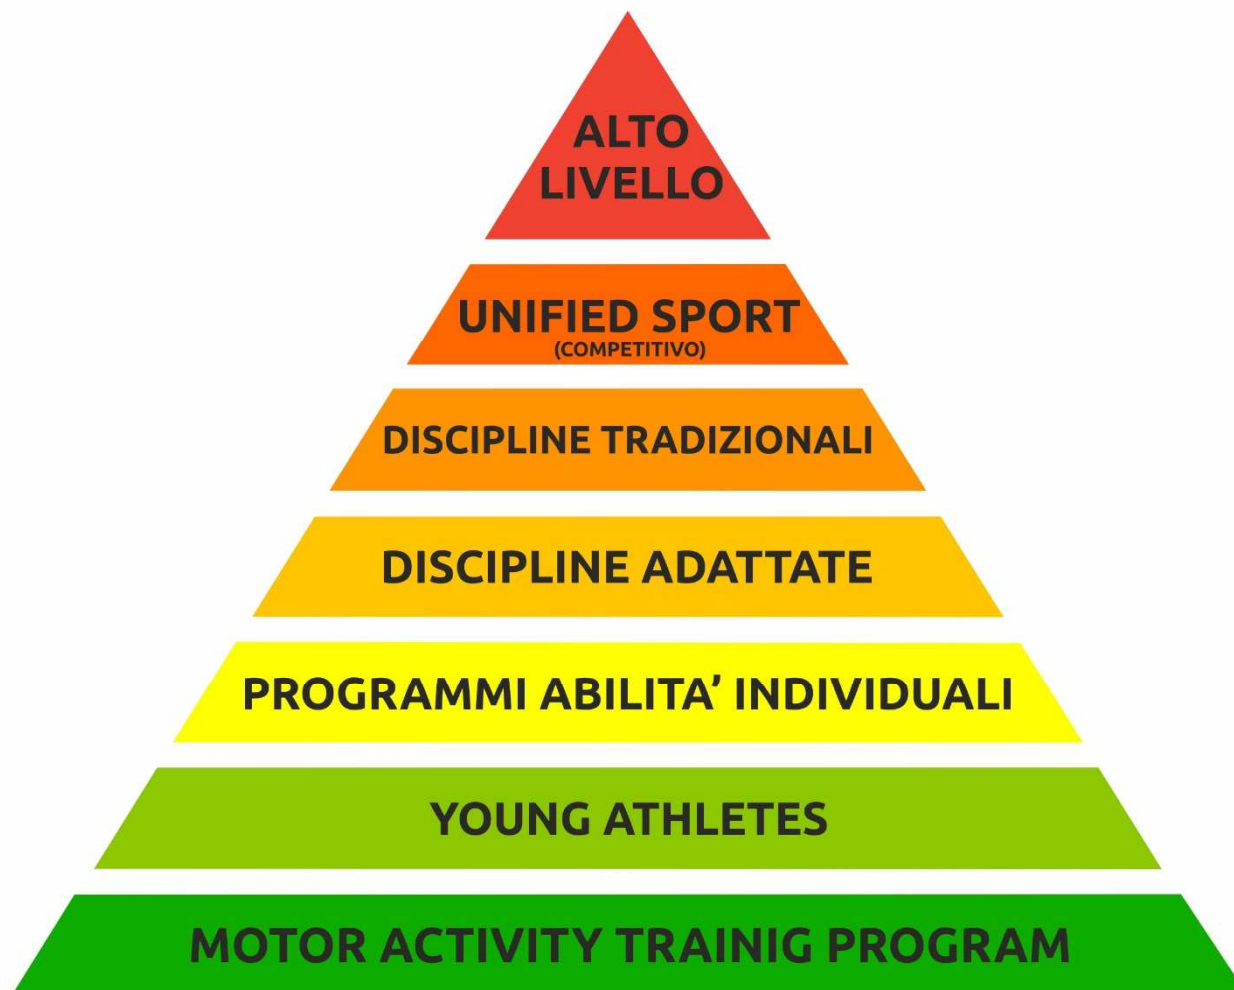 ALTO
LIVELLO
UNIFIED SPORT
(COMPETITIVO)
DISCIPLINE TRADIZIONALI
DISCIPLINE ADATTATE
PROGRAMMI ABILITA’ INDIVIDUALI
YOUNG ATHLETES
MOTOR ACTIVITY TRAINIG PROGRAM